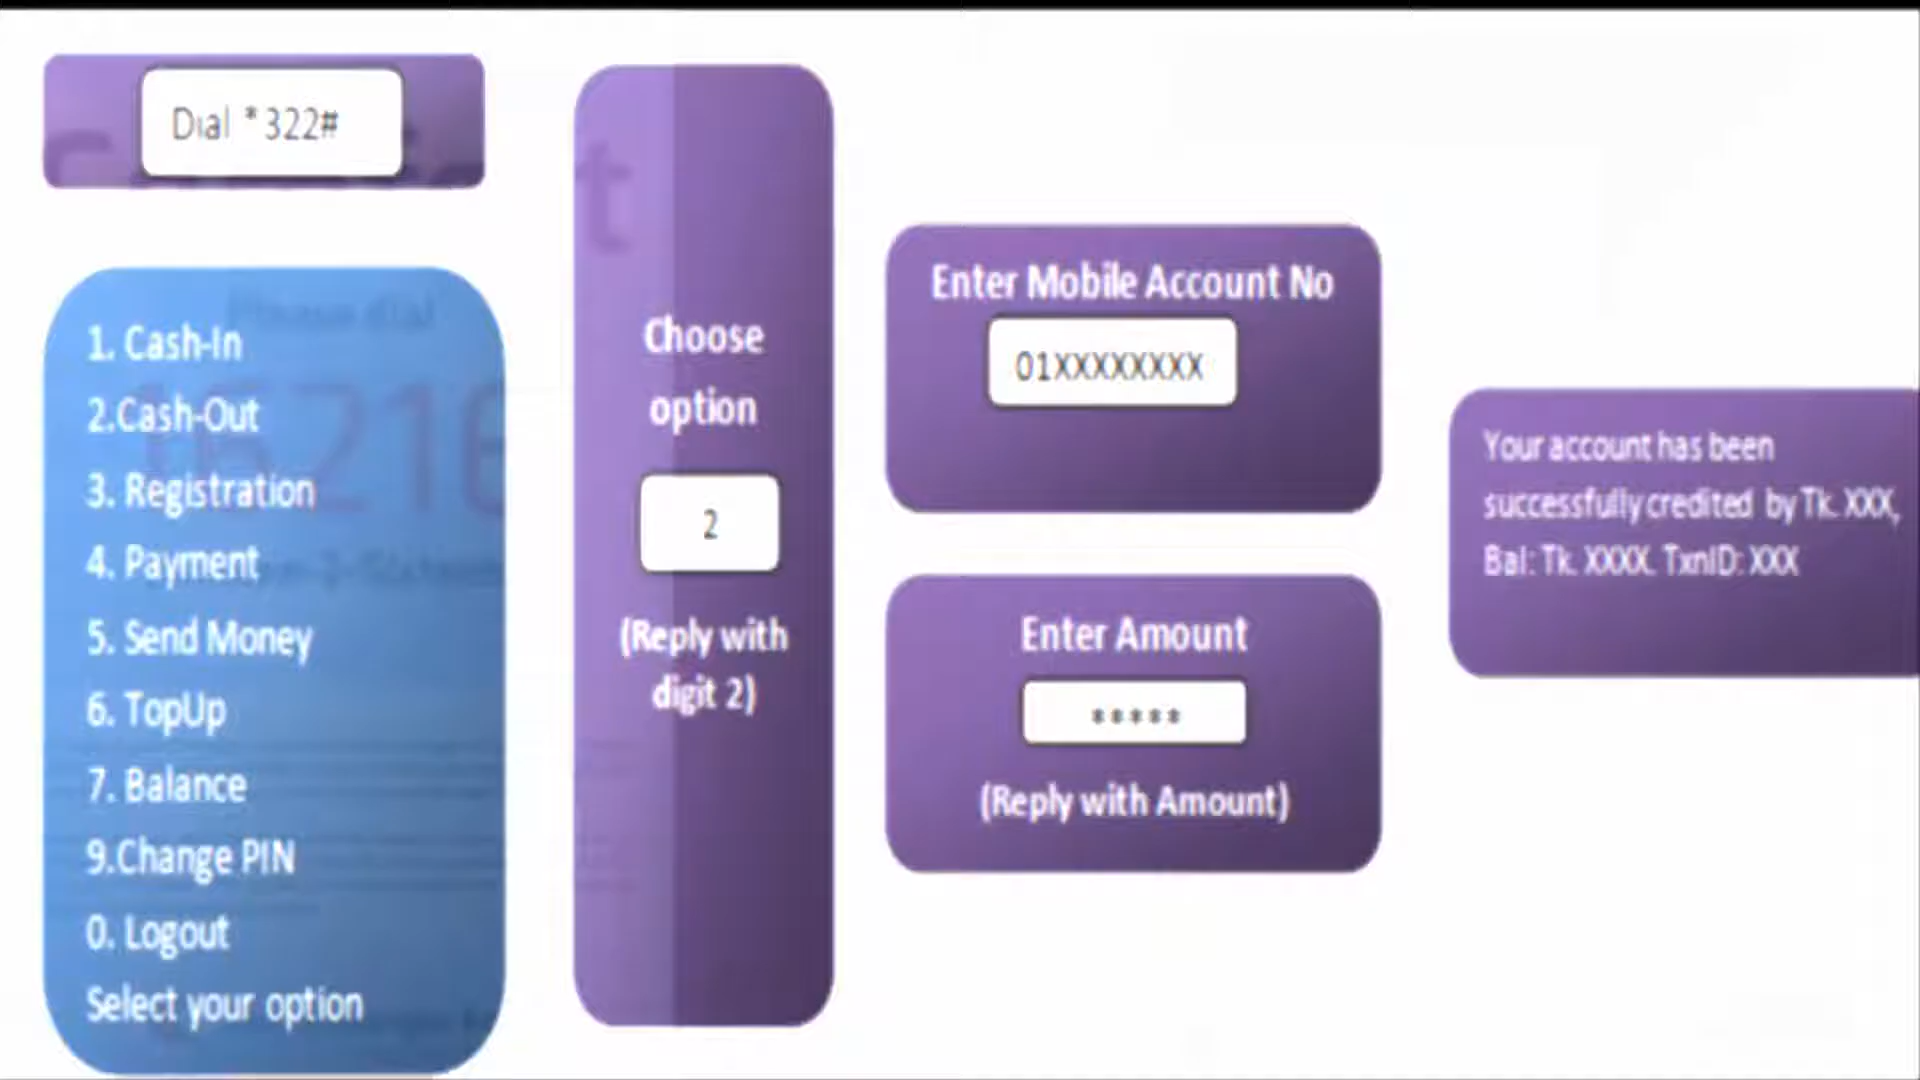 Dial *322#
1. Cash-In
2.Cash-Out
3. Registration
4. Payment
5. Send Money
6. TopUp
7. Balance
9.Change PIN
0. Logout
Select your option
Choose
option
2
(Reply with
digit 2)
Enter Mobile Account No
01XXXXXXXX
Enter Amount
*****
(Reply with Amount)
Your account has been
successfully credited by Tk. XXX,
Bal: Tk. XXXX. TxnID: XXX
Please dial
16216